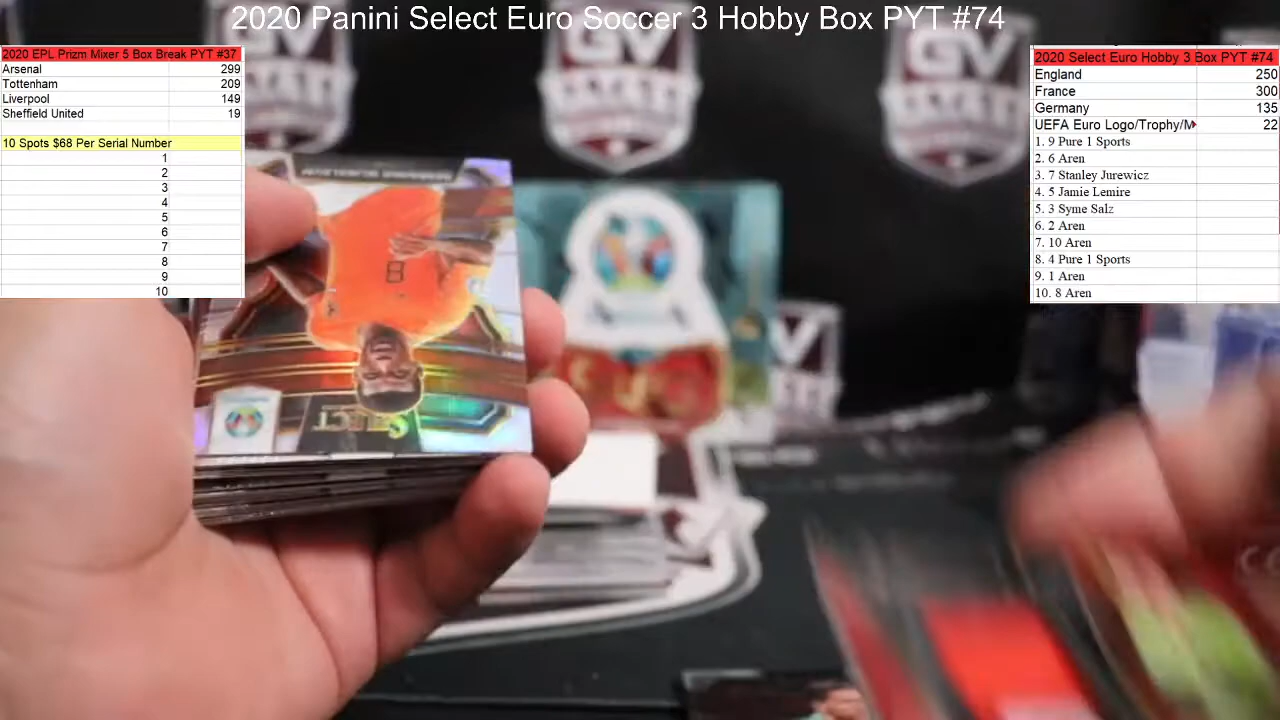 2020 Panini Select Euro Soccer 3 Hobby Box PYT #74
2020 EPL Prizm Mixer 5 Box Break PYT #37
Arsenal 299
Tottenham 209
Liverpool 149
Sheffield United 19
10 Spots $68 Per Serial Number
1
2
3
4
5
6
7
8
9
10
2020 Select Euro Hobby 3 Box PYT #74
England 250
France 300
Germany 135
UEFA Euro Logo/Trophy/M 22
1. 9 Pure 1 Sports
2. 6 Aren
3. 7 Stanley Jurewicz
4. 5 Jamie Lemire
5. 3 Syme Salz
6. 2 Aren
7. 10 Aren
8. 4 Pure 1 Sports
9. 1 Aren
10. 8 Aren
GV
GV
GV
8
SELECT